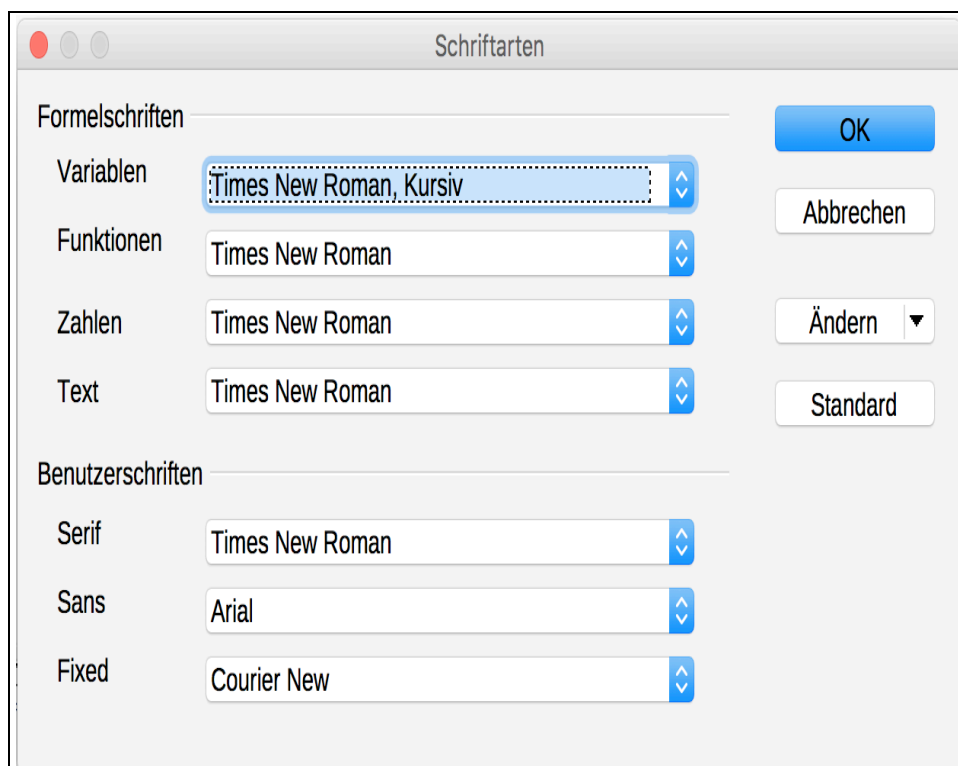 Schriftarten
Formelschriften
OK
Variablen
Times New Roman, Kursiv
Abbrechen
Funktionen
Times New Roman
Zahlen
Times New Roman
Ändern
Text
Times New Roman
Standard
Benutzerschriften
Serif
Times New Roman
Sans
Arial
Fixed
Courier New